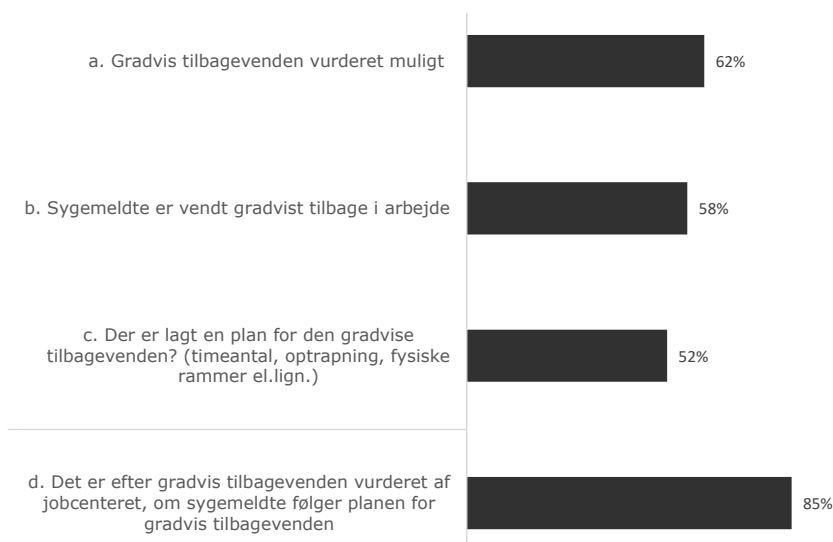 a. Gradvis tilbagevenden vurderet muligt
62%
b. Sygemeldte er vendt gradvist tilbage i arbejde
58%
c. Der er lagt en plan for den gradvise
tilbagevenden? (timeantal, optrapning, fysiske
rammer el.lign.)
52%
d. Det er efter gradvis tilbagevenden vurderet af
jobcenteret, om sygemeldte følger planen for
gradvis tilbagevenden
85%